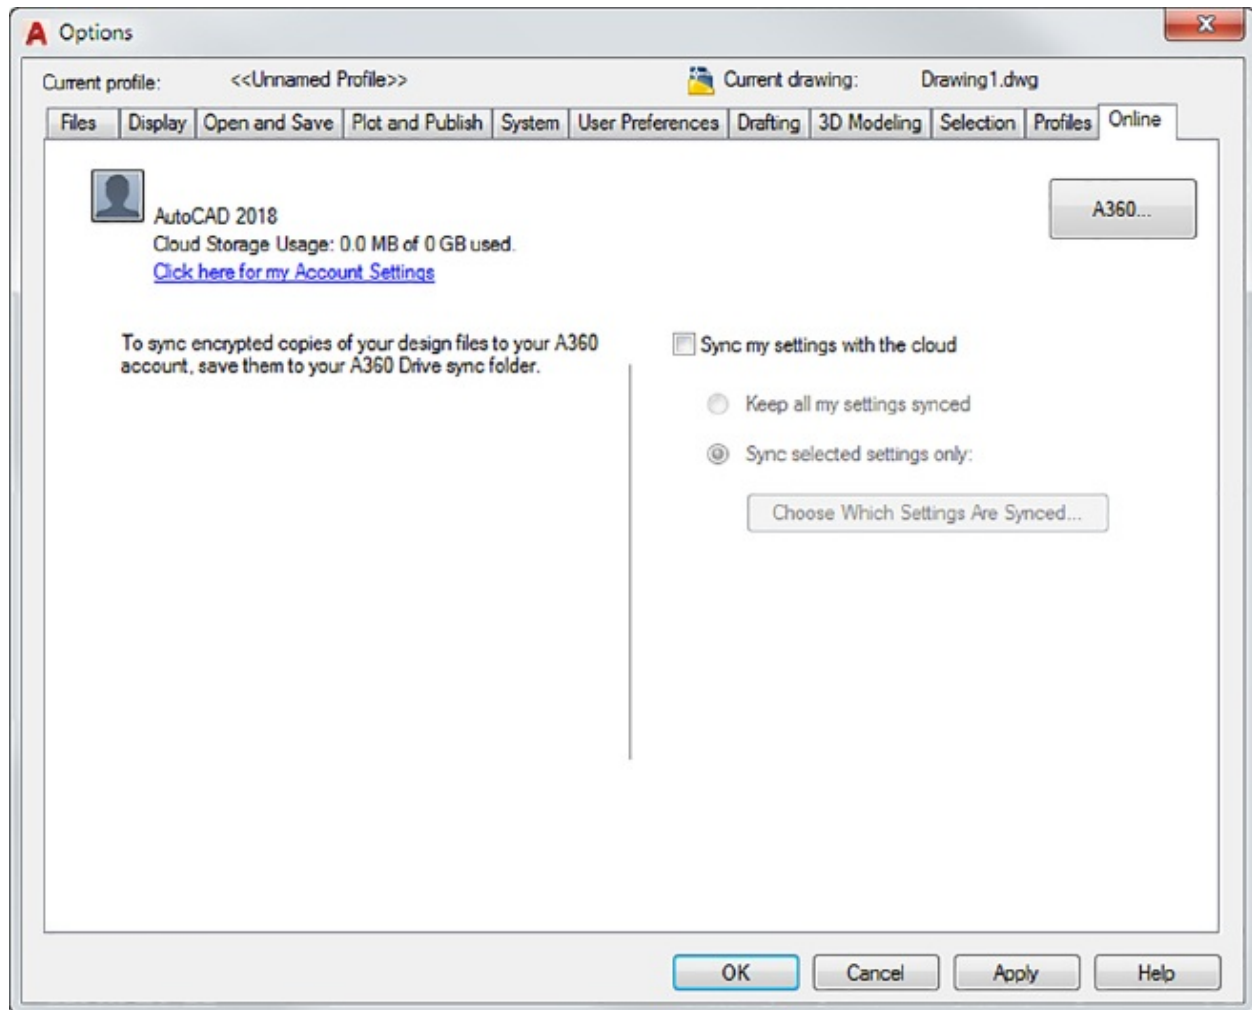 Options
Current profile: <<Unnamed Profile>> Current drawing: Drawing1.dwg
Files Display Open and Save Plot and Publish System User Preferences Drafting 3D Modeling Selection Profiles Online
AutoCAD 2018
Cloud Storage Usage: 0.0 MB of 0 GB used.
Click here for my Account Settings
A360...
To sync encrypted copies of your design files to your A360
account, save them to your A360 Drive sync folder.
Sync my settings with the cloud
Keep all my settings synced
Sync selected settings only:
Choose Which Settings Are Synced...
OK Cancel Apply Help